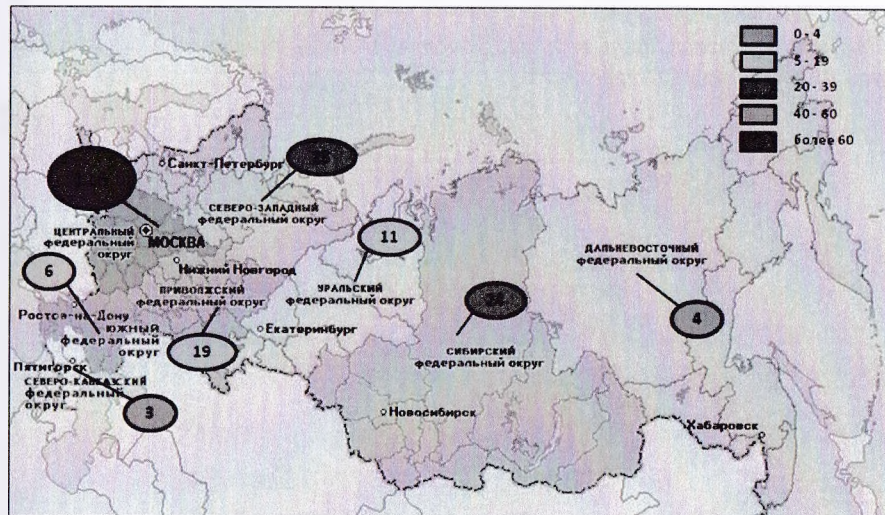 0 - 4
5 - 19
20 - 39
40 - 60
более 60
Санкт-Петербург
СЕВЕРО-ЗАПАДНЫЙ
федеральный округ
ЦЕНТРАЛЬНЫЙ
федеральный
округ
МОСКВА
11
ДАЛЬНЕВОСТОЧНЫЙ
федеральный округ
6
Нижний Новгород
ПРИВОЛЖСКИЙ
федеральный округ
УРАЛЬСКИЙ
федеральный округ
4
Ростов-на-Дону
ЮЖНЫЙ
федеральный
округ
Екатеринбург
19
СИБИРСКИЙ
федеральный округ
Пятигорск
СЕВЕРО-КАВКАЗСКИЙ
федеральный
округ
3
Новосибирск
Хабаровск